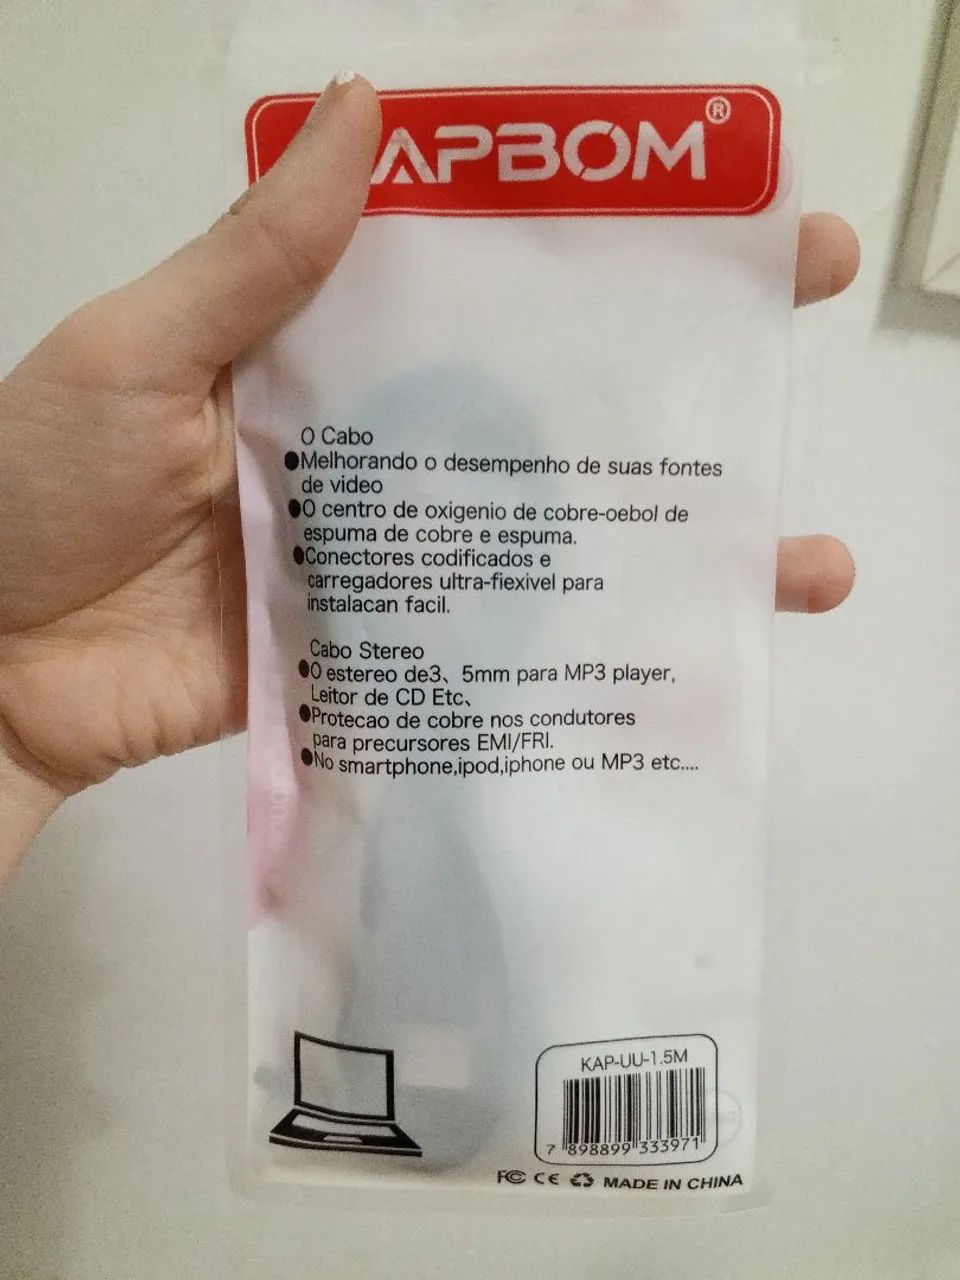 APBOM®
O Cabo
●Melhorando o desempenho de suas fontes
de video
●O centro de oxigenio de cobre-oebol de
espuma de cobre e espuma.
●Conectores codificados e
carregadores ultra-fiexivel para
instalacan facil.
Cabo Stereo
●O estereo de3、5mm para MP3 player,
Leitor de CD Etc、
●Protecao de cobre nos condutores
para precursores EMI/FRI.
●No smartphone,ipod,iphone ou MP3 etc....
KAP-UU-1.5M
7 898899 333971
FC CE MADE IN CHINA